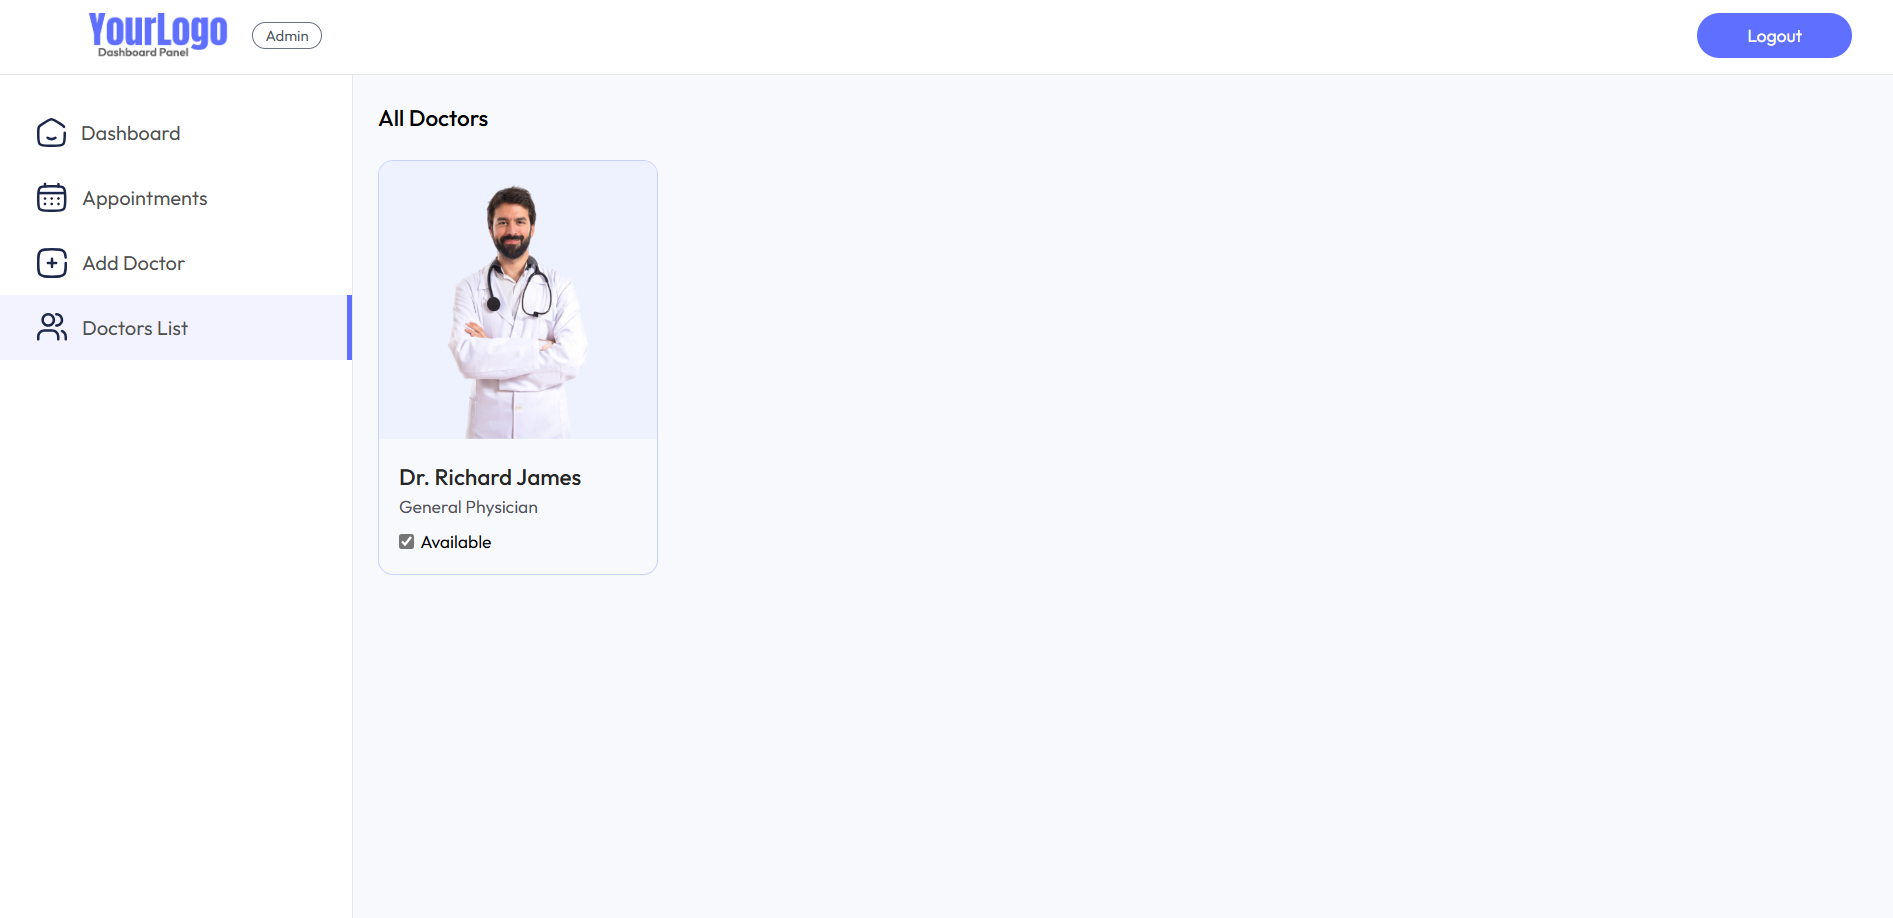 YourLogo
Dashboard Panel
Admin
Logout
Dashboard
Appointments
Add Doctor
Doctors List
All Doctors
Dr. Richard James
General Physician
Available